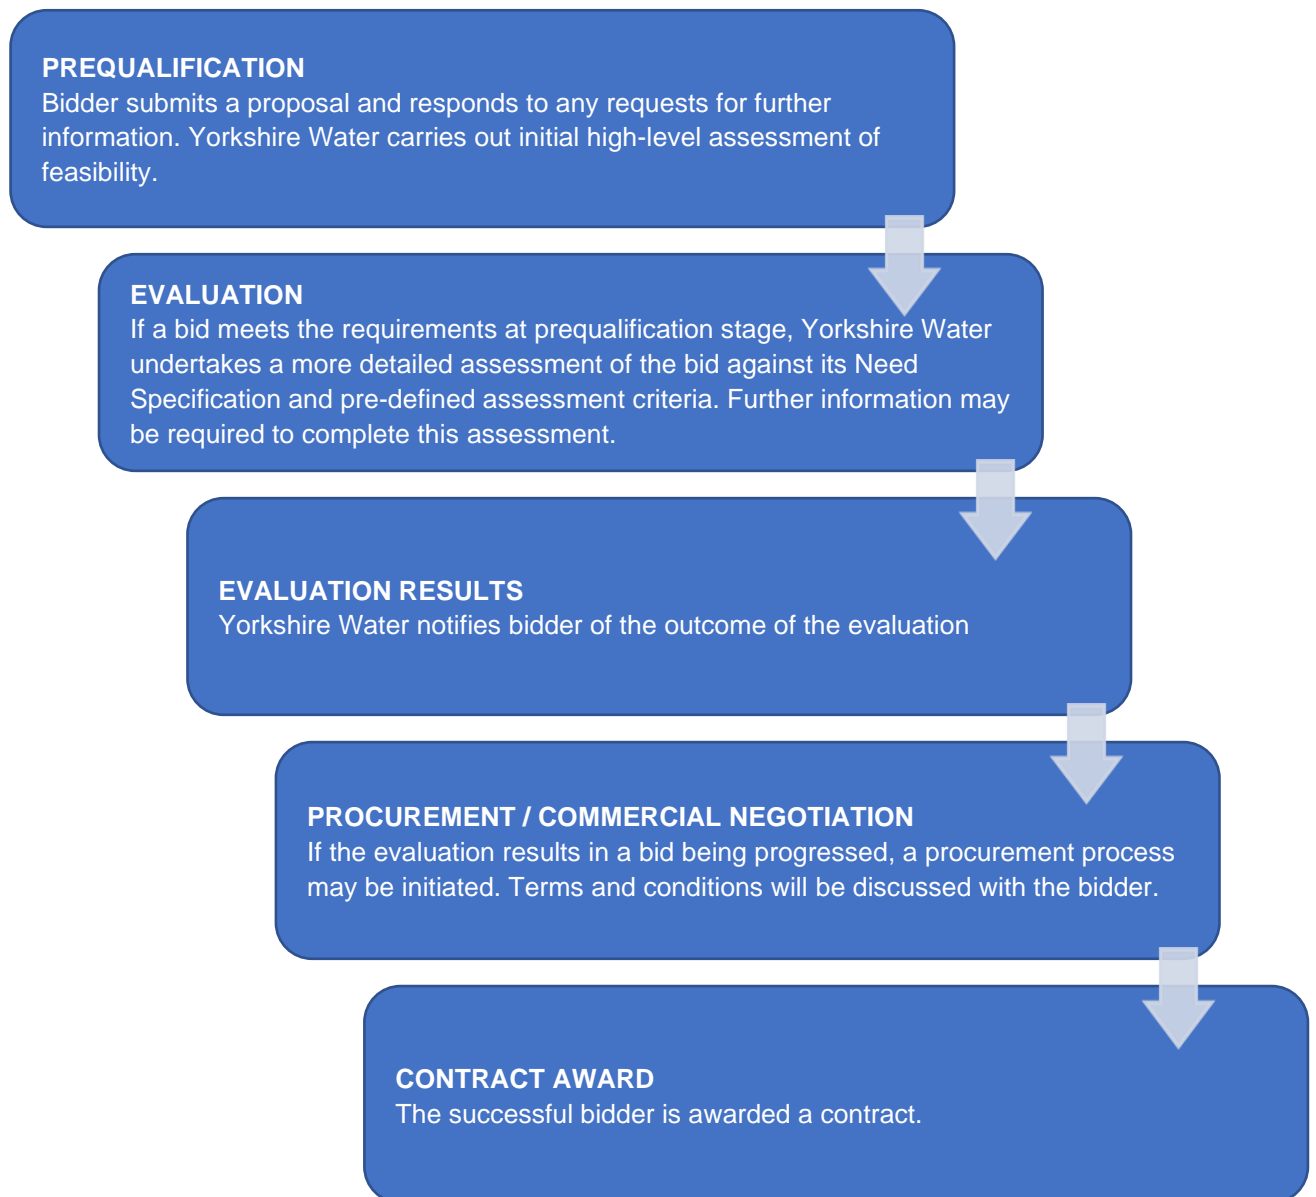 PREQUALIFICATION
Bidder submits a proposal and responds to any requests for further
information. Yorkshire Water carries out initial high-level assessment of
feasibility.
EVALUATION
If a bid meets the requirements at prequalification stage, Yorkshire Water
undertakes a more detailed assessment of the bid against its Need
Specification and pre-defined assessment criteria. Further information may
be required to complete this assessment.
EVALUATION RESULTS
Yorkshire Water notifies bidder of the outcome of the evaluation
PROCUREMENT / COMMERCIAL NEGOTIATION
If the evaluation results in a bid being progressed, a procurement process
may be initiated. Terms and conditions will be discussed with the bidder.
CONTRACT AWARD
The successful bidder is awarded a contract.